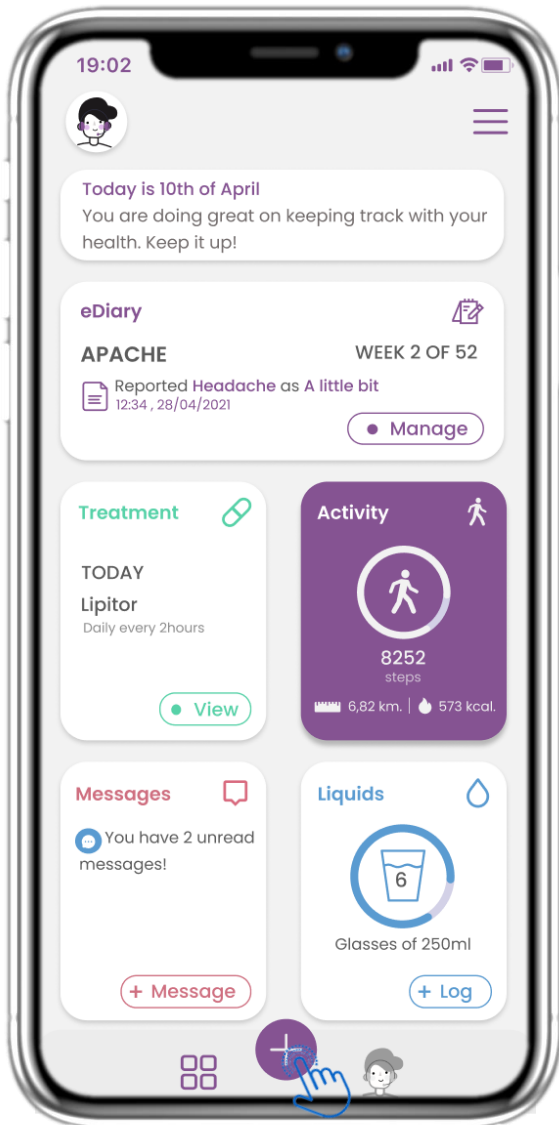 19:02
Today is 10th of April
You are doing great on keeping track with your
health. Keep it up!
eDiary
APACHE
WEEK 2 OF 52
Reported Headache as A little bit
12:34 , 28/04/2021
Manage
Treatment
TODAY
Lipitor
Daily every 2hours
View
Activity
8252
steps
6,82 km.
573 kcal.
Messages
You have 2 unread
messages!
+ Message
Liquids
6
Glasses of 250ml
+ Log